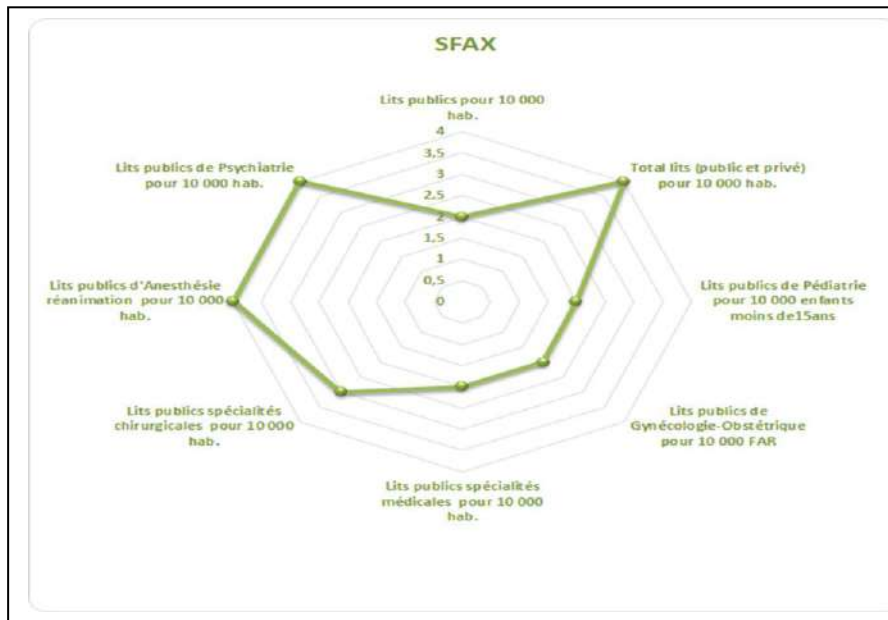 SFAX
Lits publics pour 10 000
hab.
4
3,5
3
2,5
2
1,5
1
0,5
0
Total lits (public et privé)
pour 10 000 hab.
Lits publics de Pédiatrie
pour 10 000 enfants
moins de15ans
Lits publics de
Gynécologie-Obstétrique
pour 10 000 FAR
Lits publics spécialités
médicales pour 10 000
hab.
Lits publics spécialités
chirurgicales pour 10 000
hab.
Lits publics d'Anesthésie
réanimation pour 10 000
hab.
Lits publics de Psychiatrie
pour 10 000 hab.